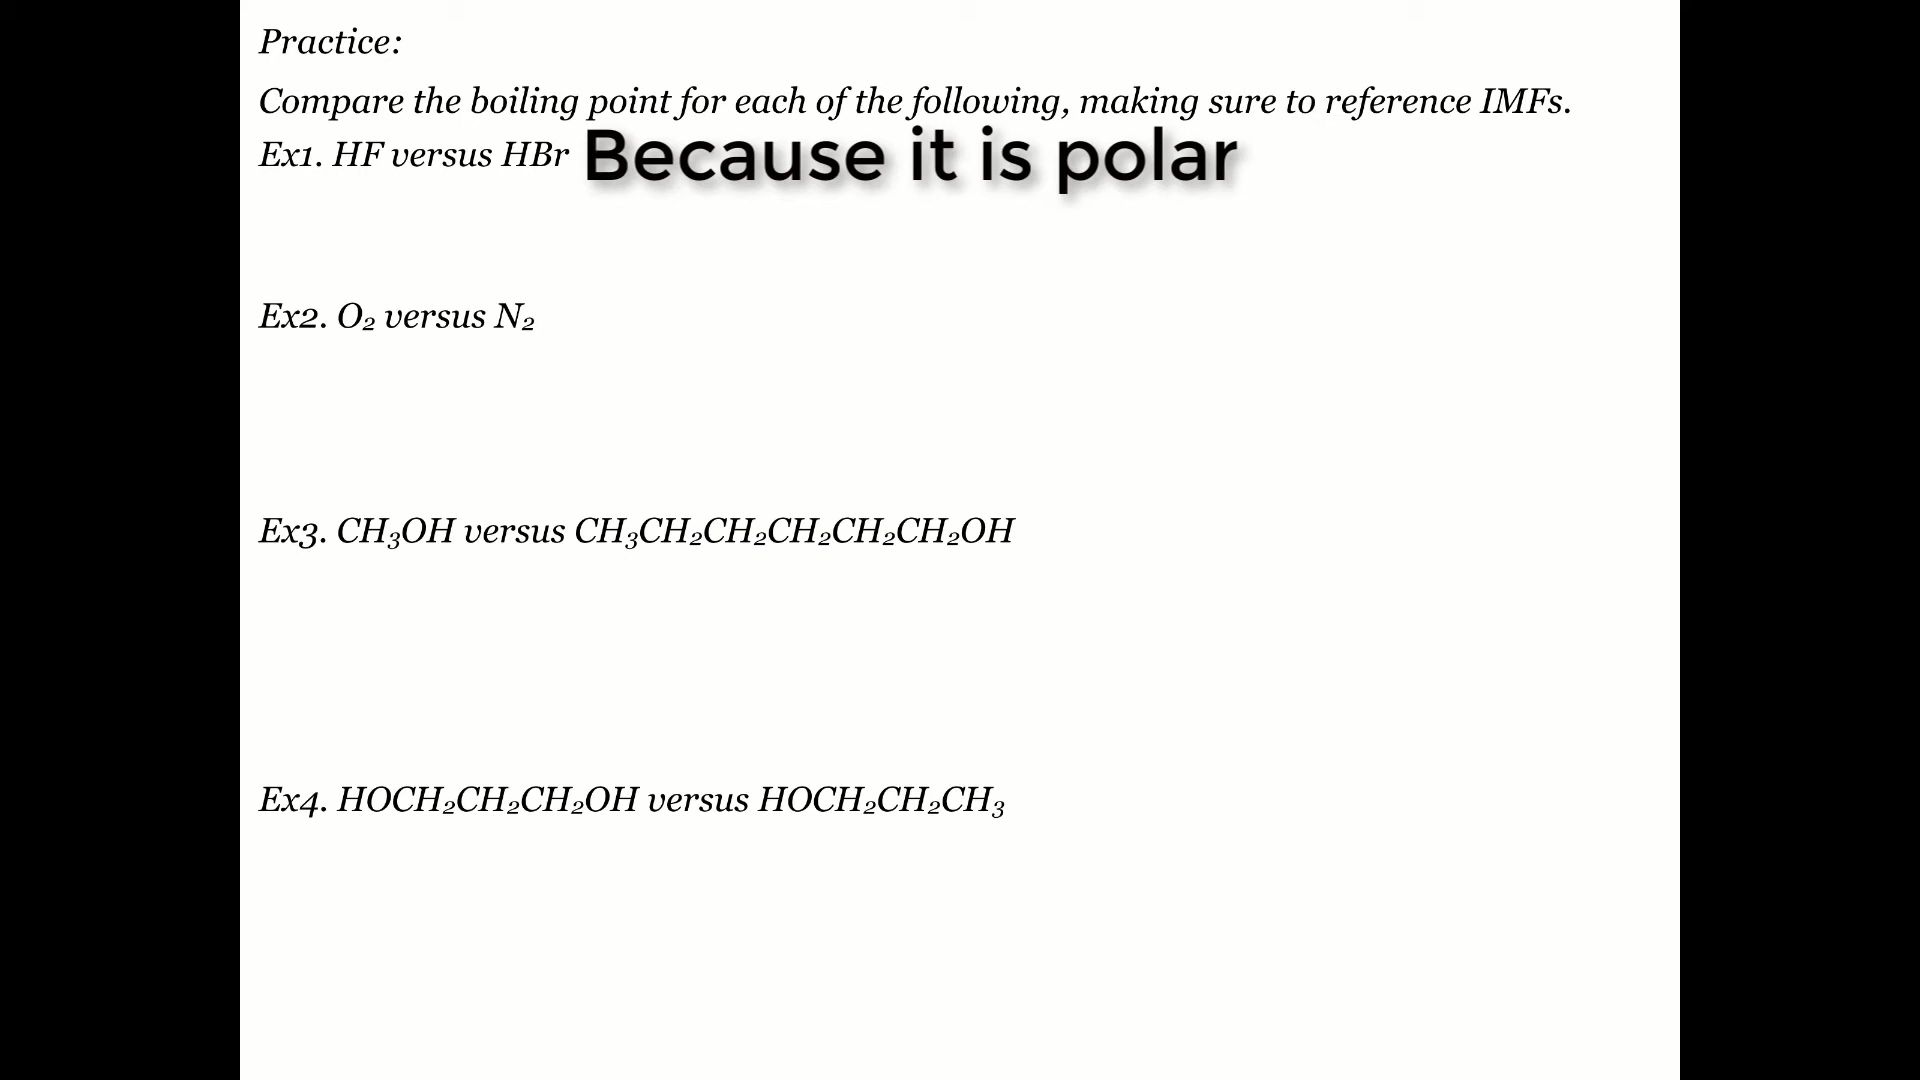 Practice:
Compare the boiling point for each of the following, making sure to reference IMFs.
Ex1. HF versus HBr Because it is polar
Ex2. O₂ versus N₂
Ex3. CH₃OH versus CH₃CH₂CH₂CH₂CH₂CH₂OH
Ex4. HOCH₂CH₂CH₂OH versus HOCH₂CH₂CH₃